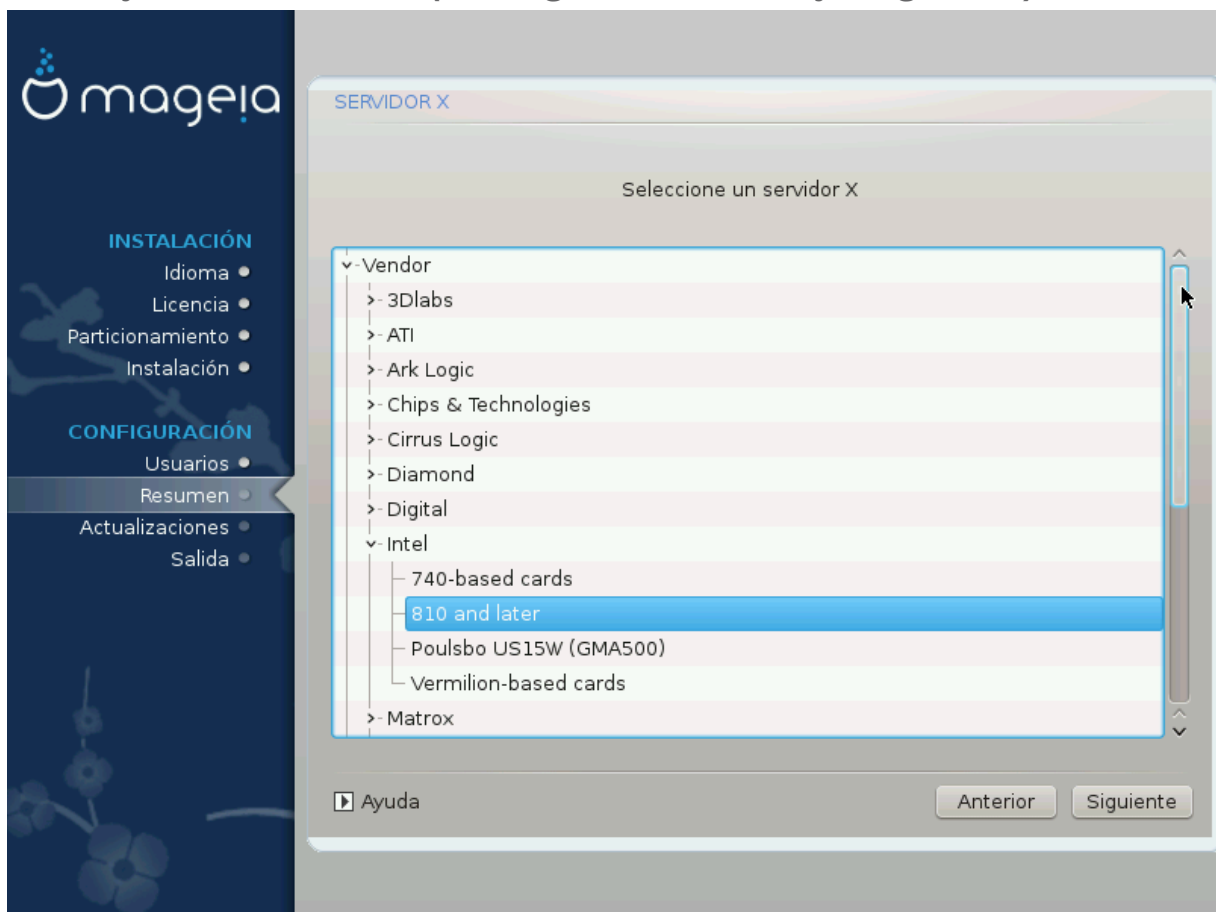 mageia
SERVIDOR X
Seleccione un servidor X
INSTALACIÓN
Idioma
Licencia
Particionamiento
Instalación
CONFIGURACIÓN
Usuarios
Resumen
Actualizaciones
Salida
Vendor
3Dlabs
ATI
Ark Logic
Chips & Technologies
Cirrus Logic
Diamond
Digital
Intel
740-based cards
810 and later
Poulsbo US15W (GMA500)
Vermilion-based cards
Matrox
Ayuda
Anterior
Siguiente